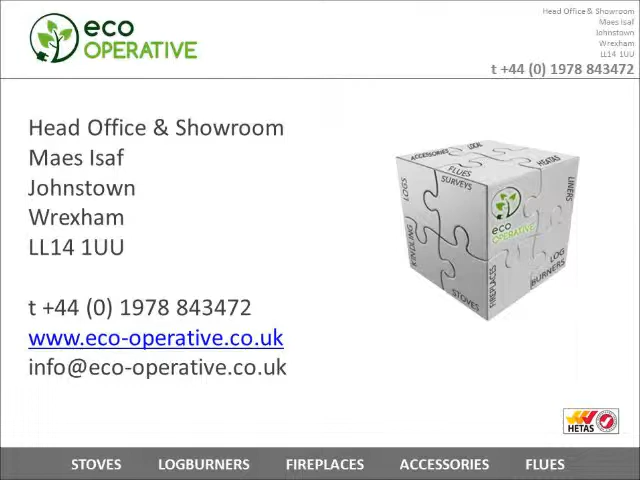 eco
OPERATIVE
Head Office & Showroom
Maes Isaf
Johnstown
Wrexham
LL14 1UU
t +44 (0) 1978 843472
Head Office & Showroom
Maes Isaf
Johnstown
Wrexham
LL14 1UU
t +44 (0) 1978 843472
www.eco-operative.co.uk
info@eco-operative.co.uk
ACCESSORIES
LOCAL
FLUES
SURVEYS
HEATAS
LOGS
LINERS
eco
OPERATIVE
KINDLING
STOVES
FIREPLACES
LOG
BURNERS
HETAS
STOVES LOGBURNERS FIREPLACES ACCESSORIES FLUES